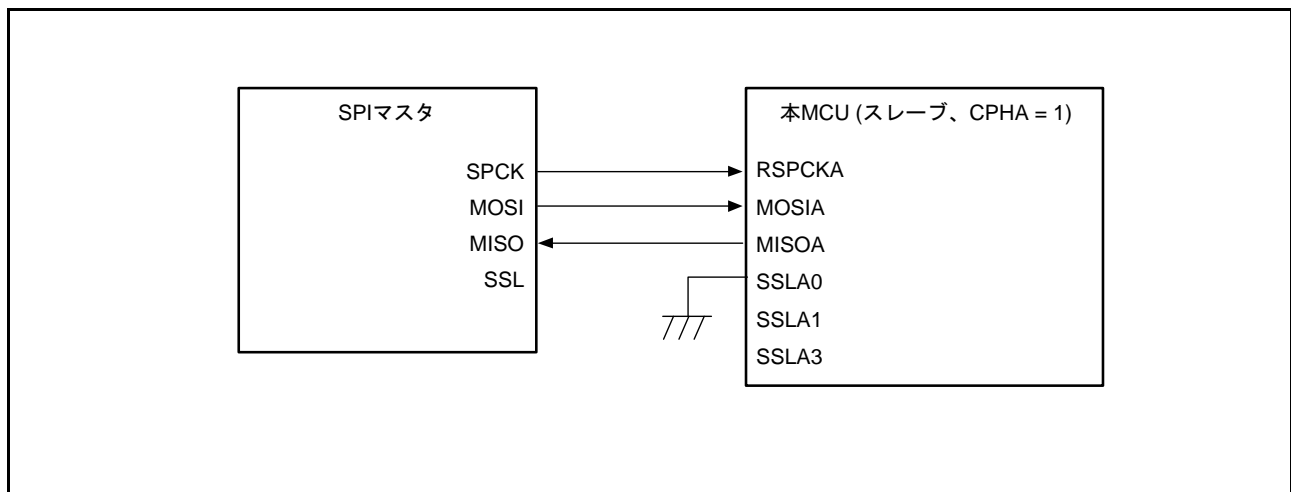 SPIマスタ
SPCK
MOSI
MISO
SSL
本MCU (スレーブ、CPHA = 1)
RSPCKA
MOSIA
MISOA
SSLA0
SSLA1
SSLA3